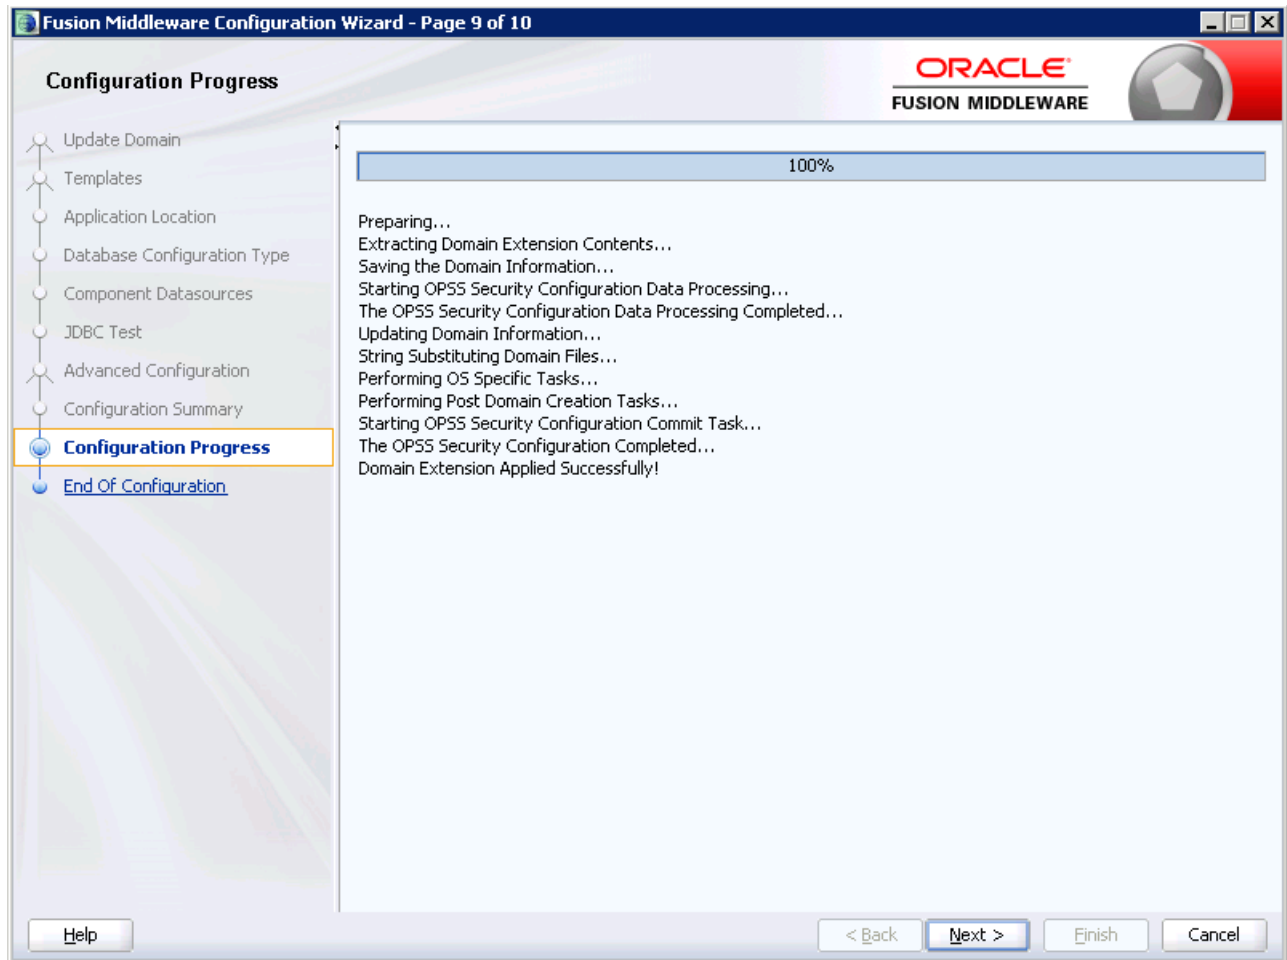 Fusion Middleware Configuration Wizard - Page 9 of 10
Configuration Progress
ORACLE
FUSION MIDDLEWARE
Update Domain
Templates
Application Location
Database Configuration Type
Component Datasources
JDBC Test
Advanced Configuration
Configuration Summary
Configuration Progress
End Of Configuration
100%
Preparing...
Extracting Domain Extension Contents...
Saving the Domain Information...
Starting OPSS Security Configuration Data Processing...
The OPSS Security Configuration Data Processing Completed...
Updating Domain Information...
String Substituting Domain Files...
Performing OS Specific Tasks...
Performing Post Domain Creation Tasks...
Starting OPSS Security Configuration Commit Task...
The OPSS Security Configuration Completed...
Domain Extension Applied Successfully!
Help
< Back
Next >
Finish
Cancel